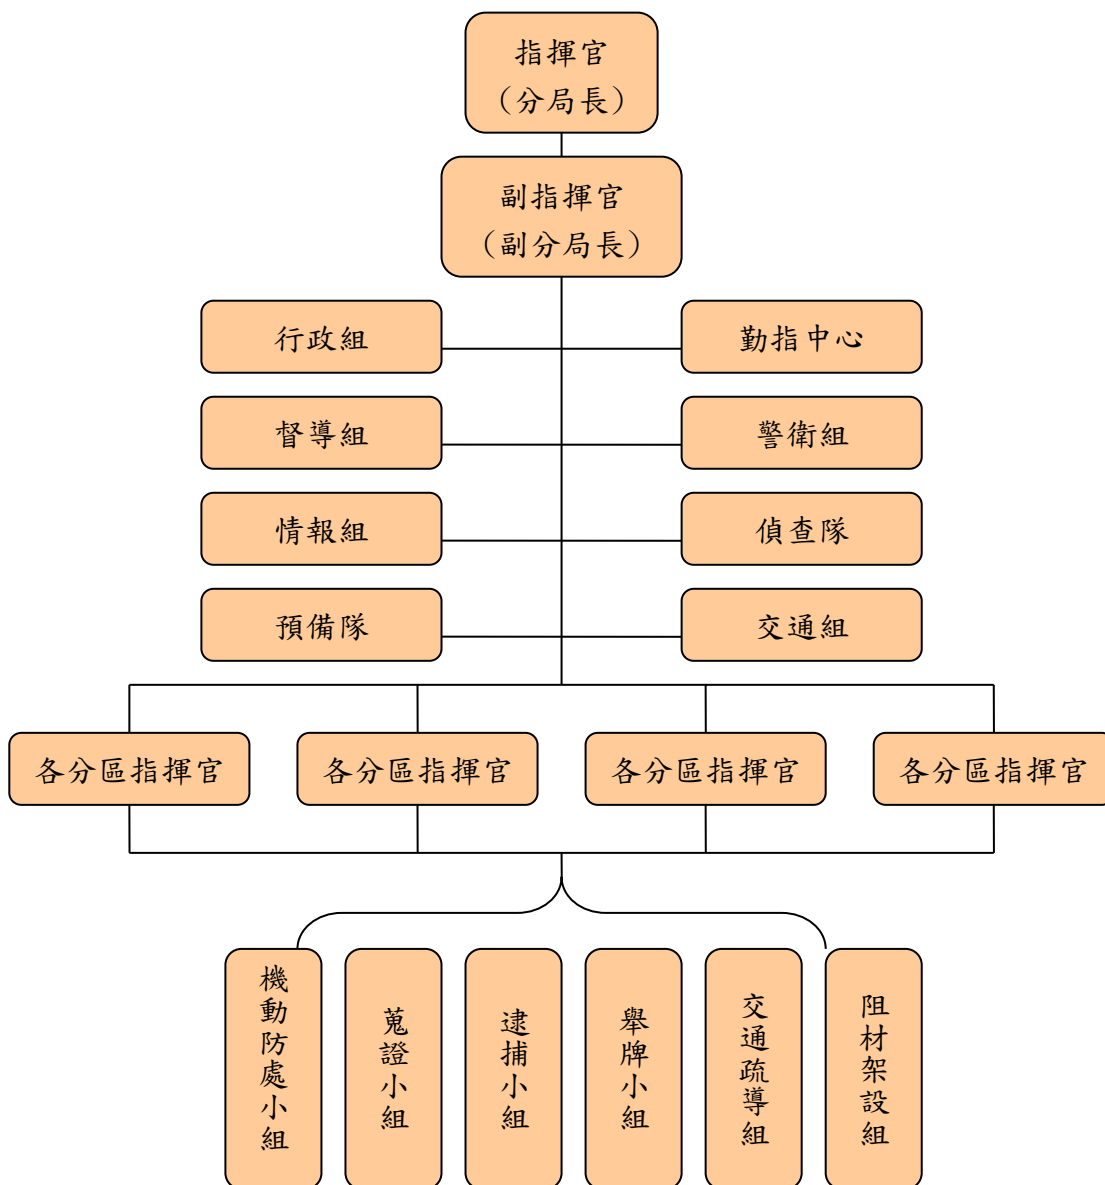 指揮官
（分局長）
副指揮官
（副分局長）
行政組
勤指中心
督導組
警衛組
情報組
偵查隊
預備隊
交通組
各分區指揮官
各分區指揮官
各分區指揮官
各分區指揮官
機動防處小組
蒐證小組
逮捕小組
舉牌小組
交通疏導組
阻材架設組